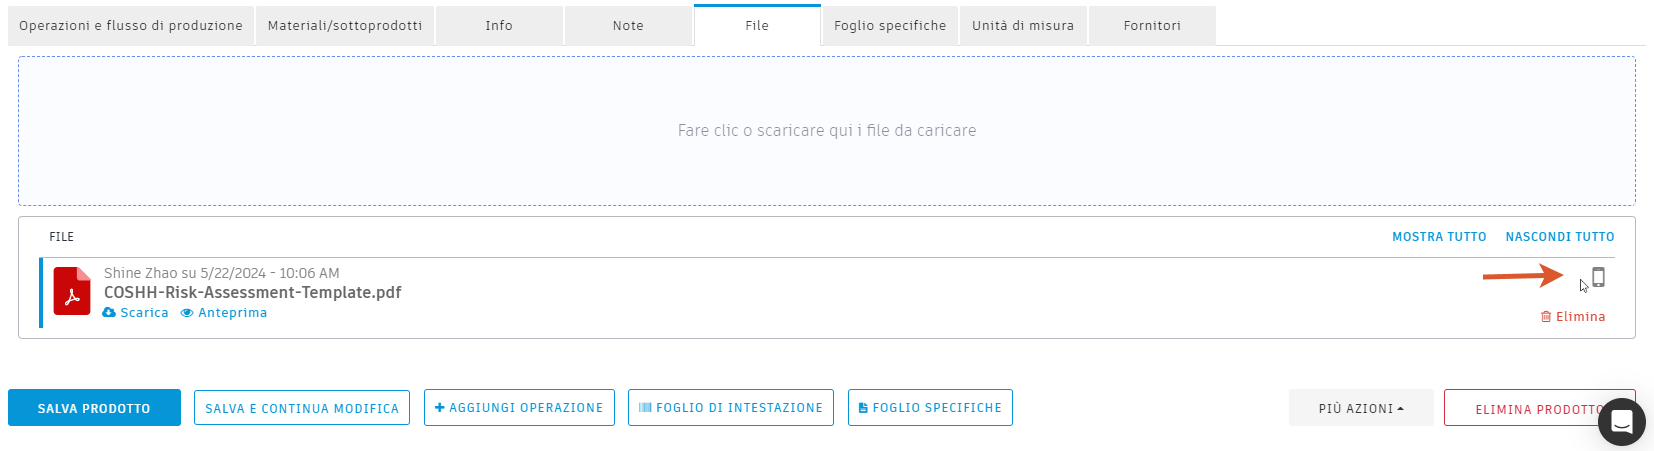 Operazioni e flusso di produzione Materiali/sottoprodotti Info Note File Foglio specifiche Unità di misura Fornitori
Fare clic o scaricare qui i file da caricare
FILE MOSTRA TUTTO NASCONDI TUTTO
Shine Zhao su 5/22/2024 - 10:06 AM
COSHH-Risk-Assessment-Template.pdf
Scarica Anteprima Elimina
SALVA PRODOTTO SALVA E CONTINUA MODIFICA AGGIUNGI OPERAZIONE FOGLIO DI INTESTAZIONE FOGLIO SPECIFICHE PIÙ AZIONI ELIMINA PRODOTTO